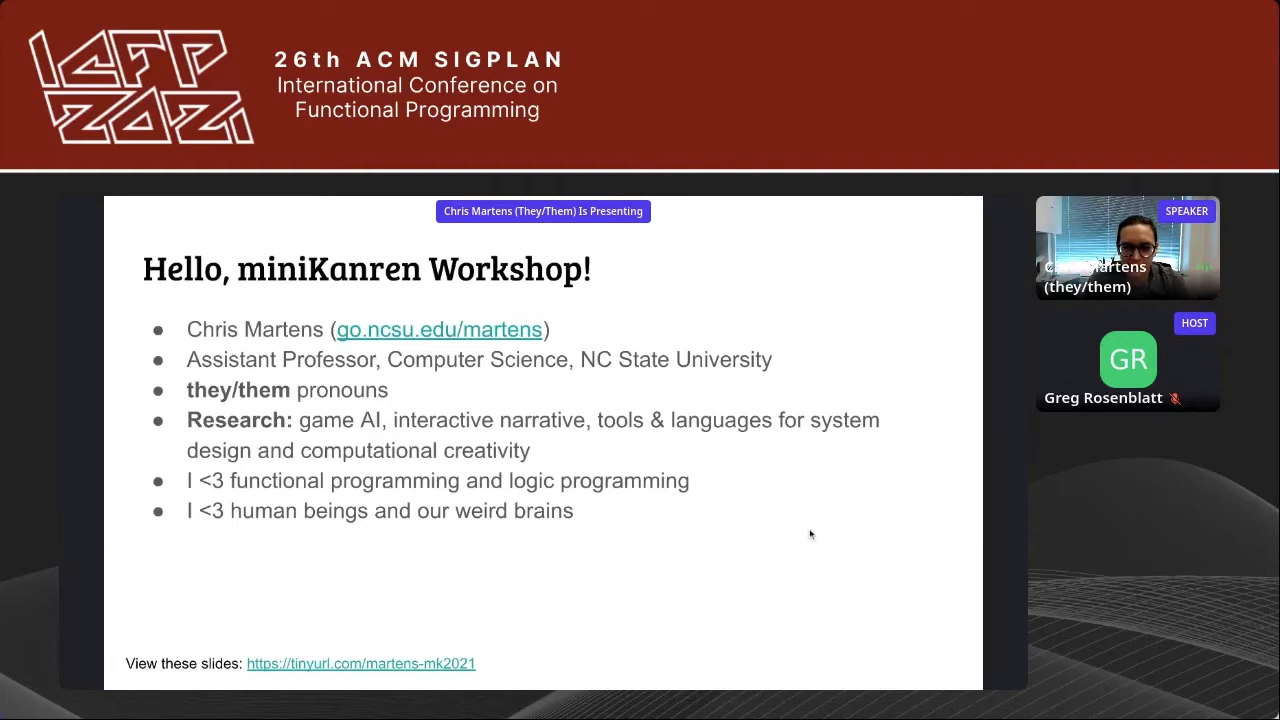 ICFP
2021
26th ACM SIGPLAN
International Conference on
Functional Programming
Chris Martens (They/Them) Is Presenting
Hello, miniKanren Workshop!
● Chris Martens (go.ncsu.edu/martens)
● Assistant Professor, Computer Science, NC State University
● they/them pronouns
● Research: game AI, interactive narrative, tools & languages for system
design and computational creativity
● I <3 functional programming and logic programming
● I <3 human beings and our weird brains
View these slides: https://tinyurl.com/martens-mk2021
SPEAKER
Chris Martens
(they/them)
HOST
GR
Greg Rosenblatt